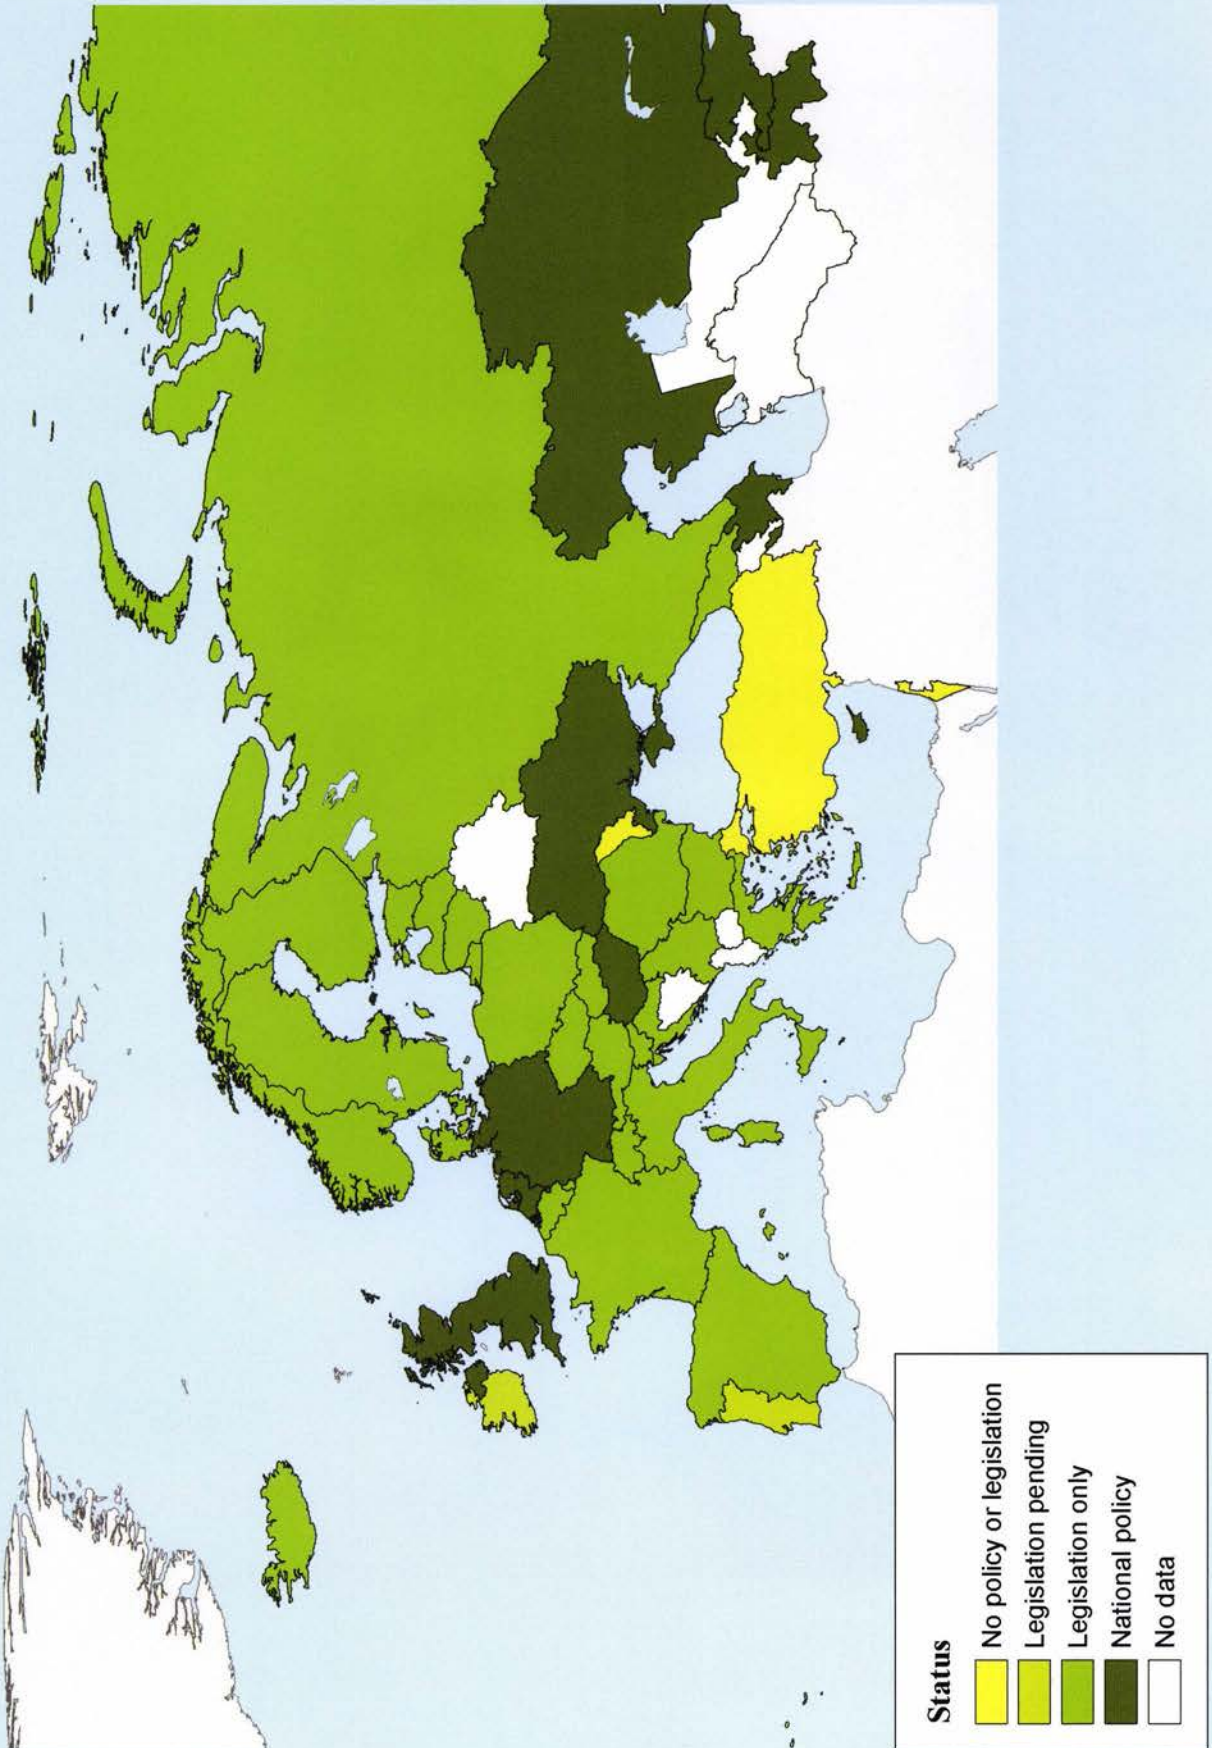 Status
No policy or legislation
Legislation pending
Legislation only
National policy
No data